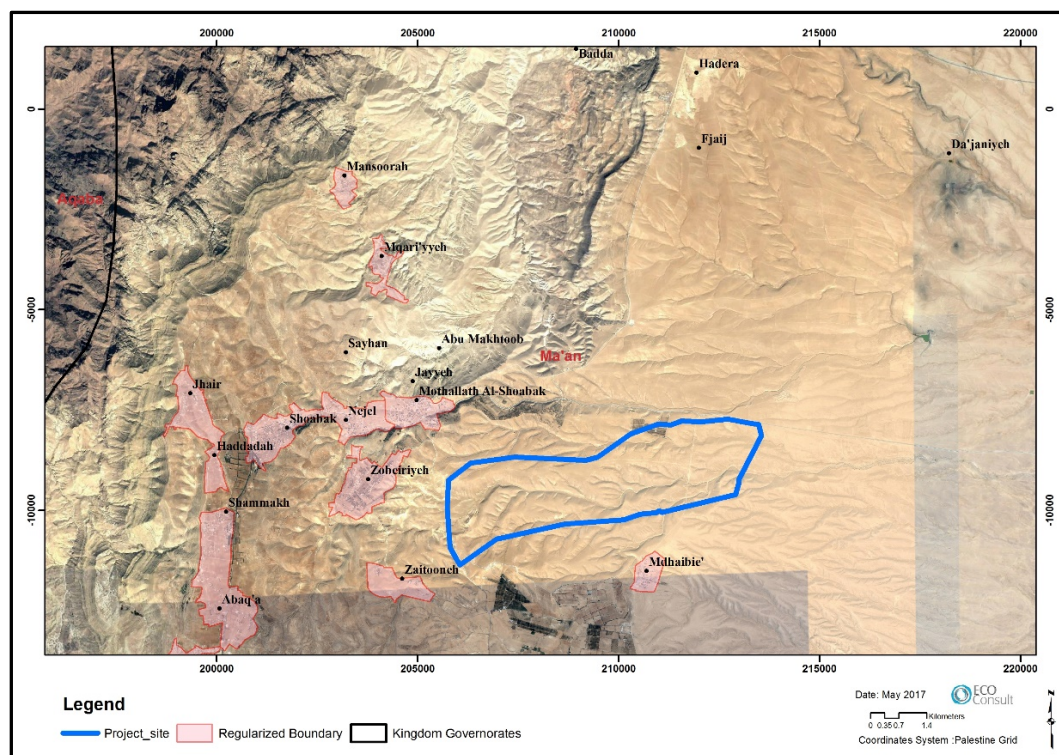 200000 205000 210000 215000 220000
Badda
Hadera
0 0
Fjaij
Da'janiych
Mansoorah
Aqaba
Mqari'yyeh
-5000 -5000
Abu Makhtoob
Sayhan
Ma'an
Jayyeh
Jhair
Mothallath Al-Shoabak
Nejel
Shoabak
Haddadah
Zobeiriyeh
Shammakh
-10000 -10000
Mdhaibie'
Zaitooneh
Abaq'a
200000 205000 210000 215000 220000
Legend
Project_site Regularized Boundary Kingdom Governorates
Date: May 2017
ECO
Consult
Kilometers
0 0.35 0.7 1.4
Coordinates System :Palestine Grid